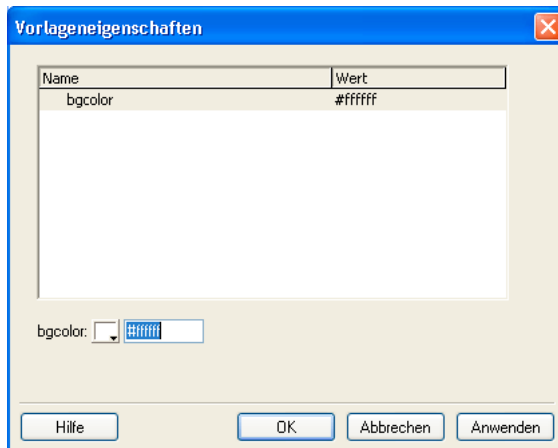 Vorlageneigenschaften
Name Wert
bgcolor #ffffff
bgcolor: #ffffff
Hilfe OK Abbrechen Anwenden